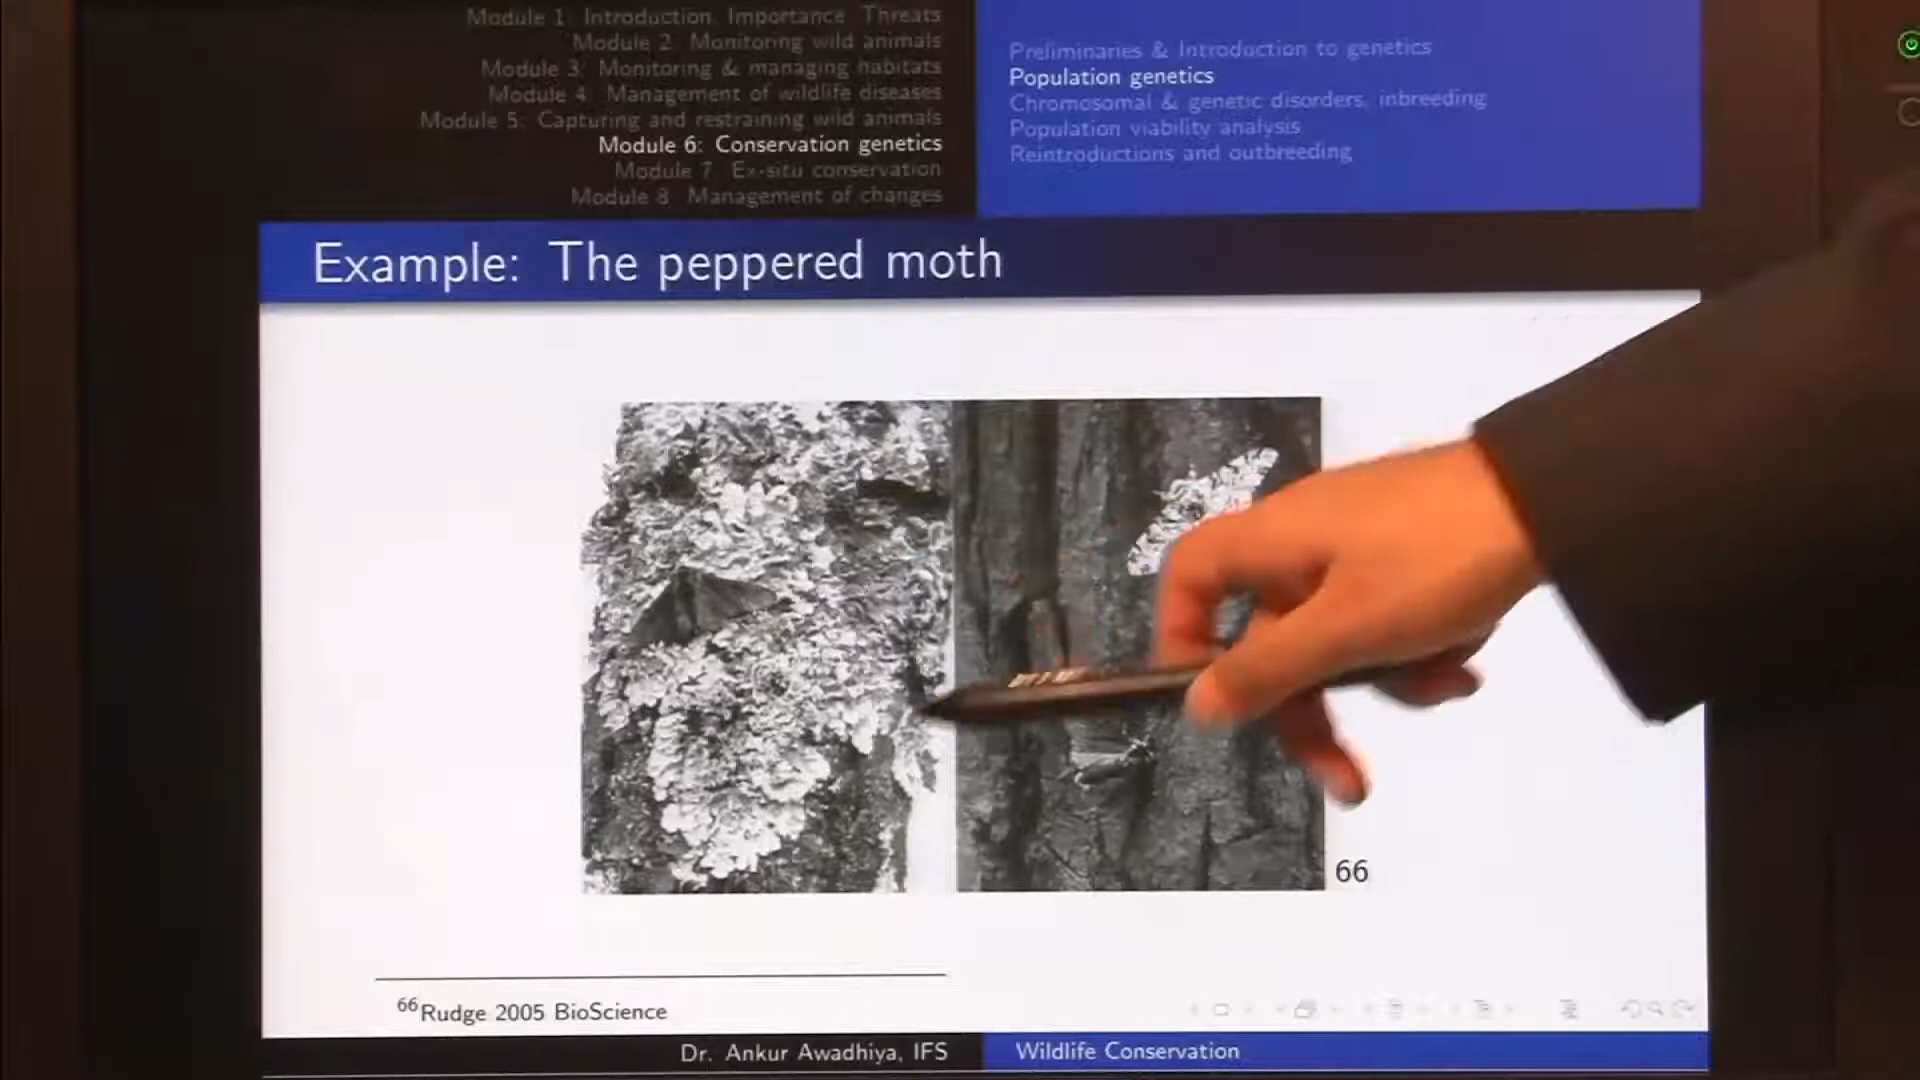 Module 1: Introduction, Importance, Threats
Module 2: Monitoring wild animals
Module 3: Monitoring & managing habitats
Module 4: Management of wildlife diseases
Module 5: Capturing and restraining wild animals
Module 6: Conservation genetics
Module 7: Ex-situ conservation
Module 8: Management of changes
Preliminaries & Introduction to genetics
Population genetics
Chromosomal & genetic disorders, inbreeding
Population viability analysis
Reintroductions and outbreeding
Example: The peppered moth
66
66Rudge 2005 BioScience
Dr. Ankur Awadhiya, IFS
Wildlife Conservation